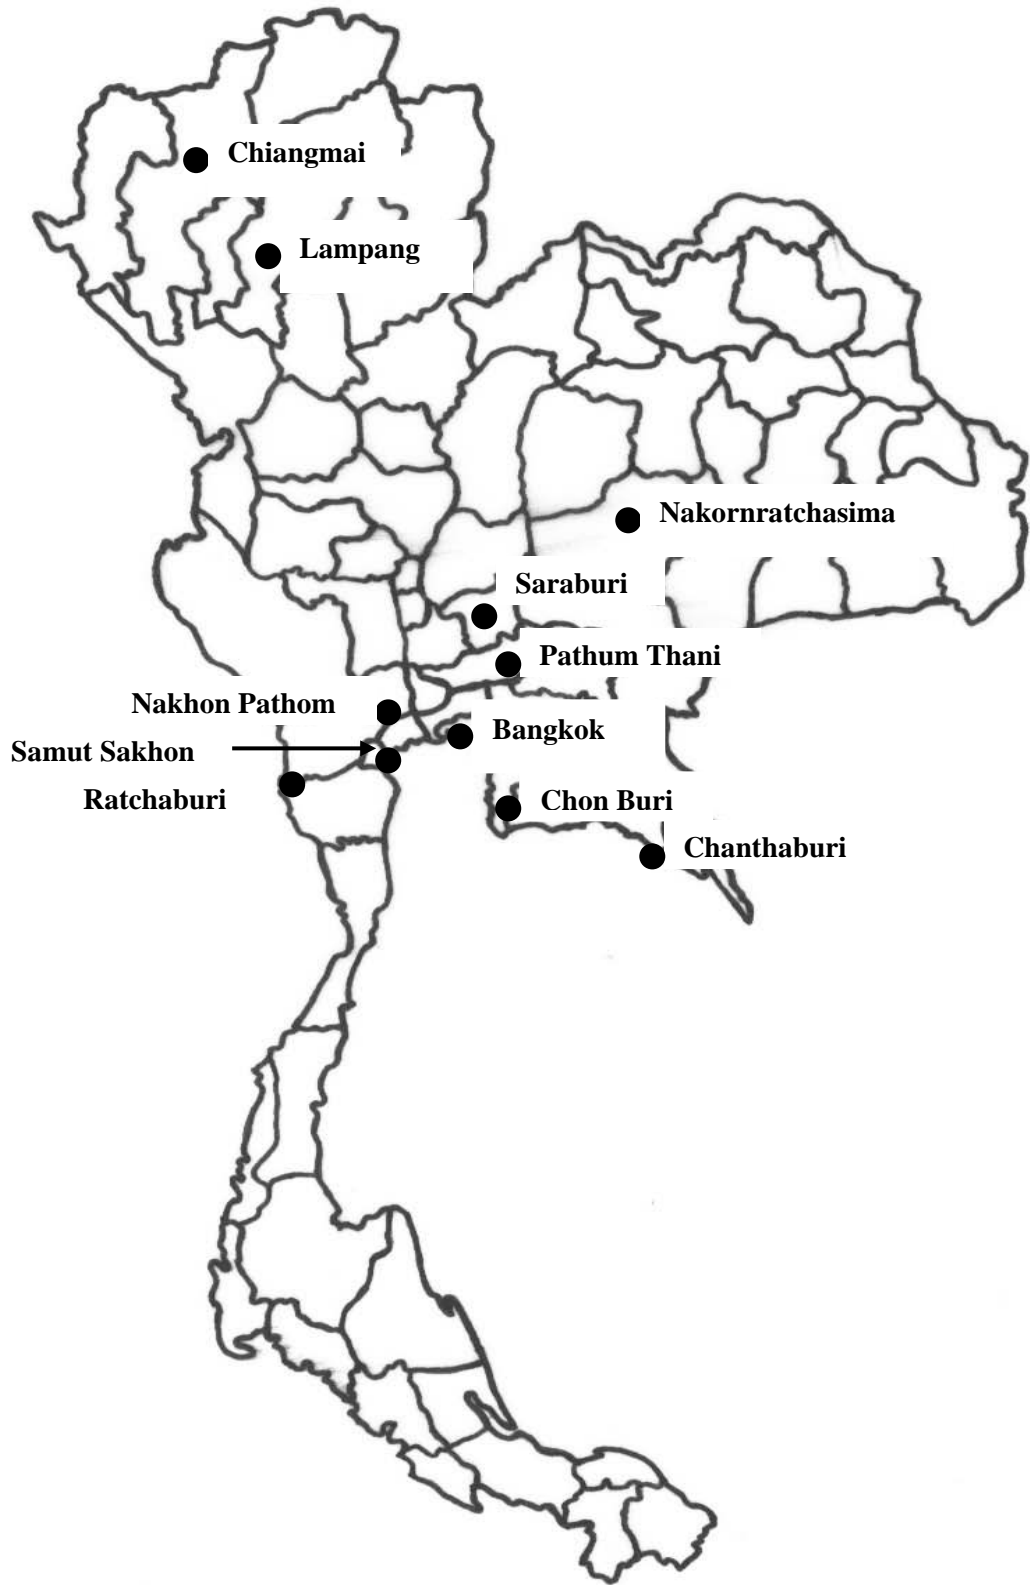 Chiangmai
Lampang
Nakornratchasima
Saraburi
Pathum Thani
Nakhon Pathom
Bangkok
Samut Sakhon
Ratchaburi
Chon Buri
Chanthaburi